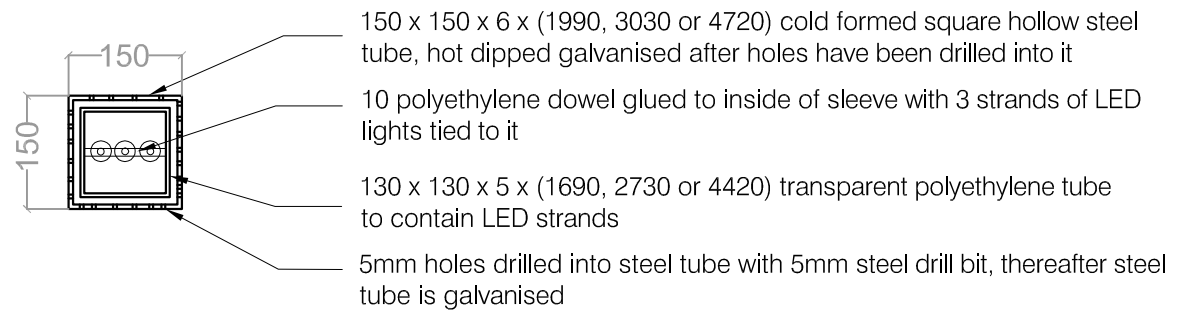 150 x 150 x 6 x (1990, 3030 or 4720) cold formed square hollow steel
tube, hot dipped galvanised after holes have been drilled into it
150
10 polyethylene dowel glued to inside of sleeve with 3 strands of LED
lights tied to it
150
130 x 130 x 5 x (1690, 2730 or 4420) transparent polyethylene tube
to contain LED strands
5mm holes drilled into steel tube with 5mm steel drill bit, thereafter steel
tube is galvanised